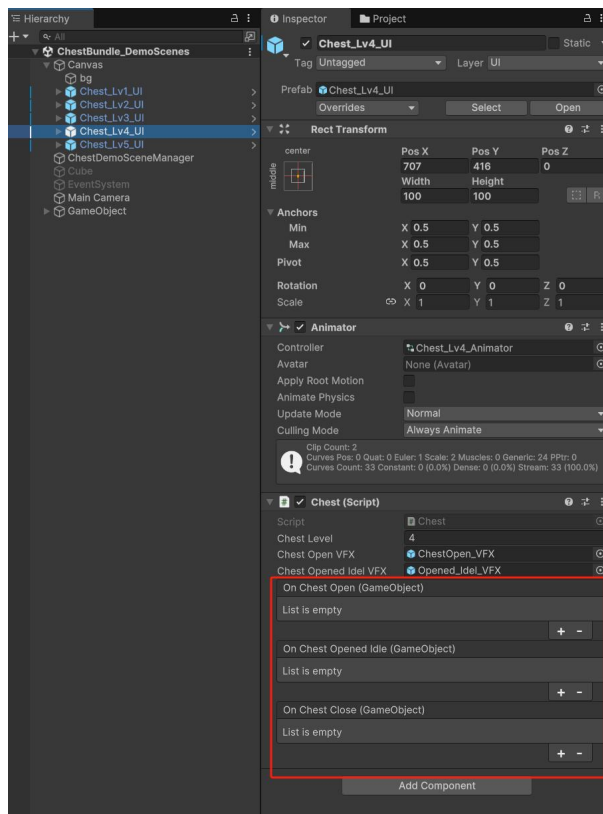 Hierarchy
All
ChestBundle_DemoScenes
Canvas
bg
Chest_Lv1_UI
Chest_Lv2_UI
Chest_Lv3_UI
Chest_Lv4_UI
Chest_Lv5_UI
ChestDemoSceneManager
Cube
EventSystem
Main Camera
GameObject
Inspector Project
Chest_Lv4_UI Static
Tag Untagged Layer UI
Prefab Chest_Lv4_UI
Overrides Select Open
Rect Transform
center Pos X Pos Y Pos Z
middle 707 416 0
Width Height
100 100 R
Anchors
Min X 0.5 Y 0.5
Max X 0.5 Y 0.5
Pivot X 0.5 Y 0.5
Rotation X 0 Y 0 Z 0
Scale X 1 Y 1 Z 1
Animator
Controller Chest_Lv4_Animator
Avatar None (Avatar)
Apply Root Motion
Animate Physics
Update Mode Normal
Culling Mode Always Animate
Clip Count: 2
Curves Pos: 0 Quat: 0 Euler: 1 Scale: 2 Muscles: 0 Generic: 24 PPtr: 0
Curves Count: 33 Constant: 0 (0.0%) Dense: 0 (0.0%) Stream: 33 (100.0%)
# Chest (Script)
Script Chest
Chest Level 4
Chest Open VFX ChestOpen_VFX
Chest Opened Idel VFX Opened_Idel_VFX
On Chest Open (GameObject)
List is empty
+ -
On Chest Opened Idle (GameObject)
List is empty
+ -
On Chest Close (GameObject)
List is empty
+ -
Add Component